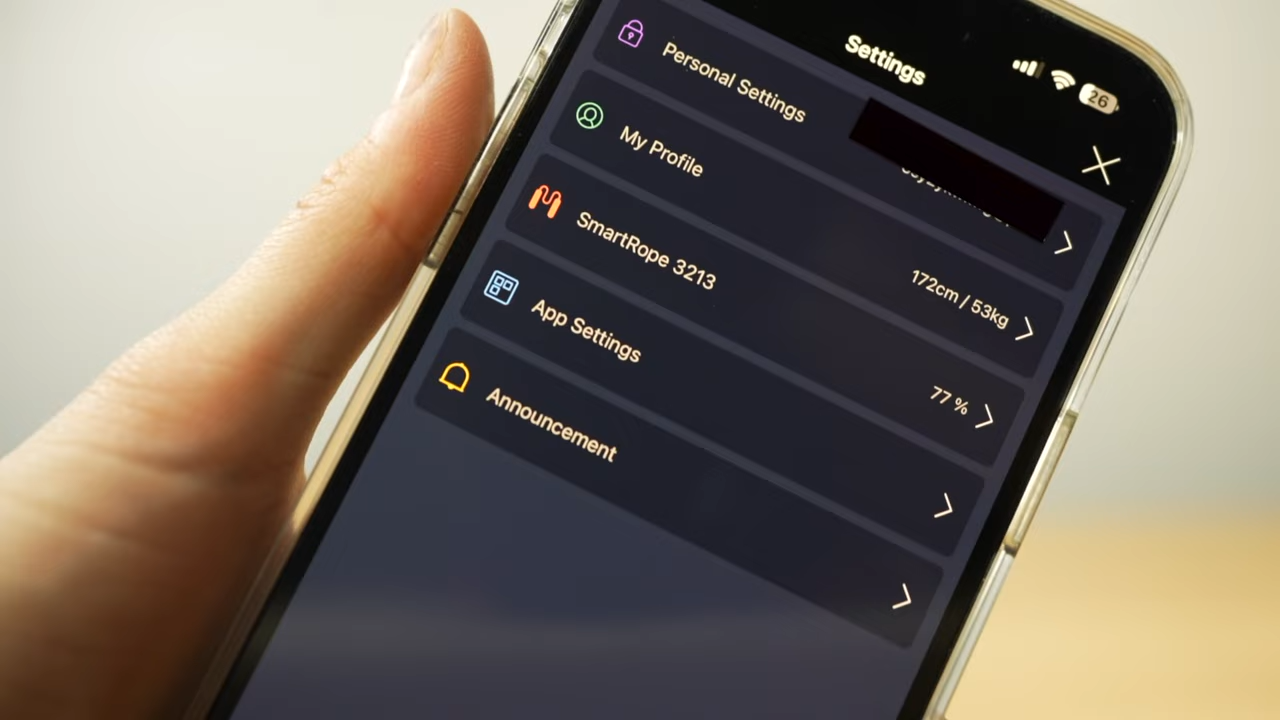 Settings
26
Personal Settings
My Profile
172cm / 53kg
SmartRope 3213
77 %
App Settings
Announcement